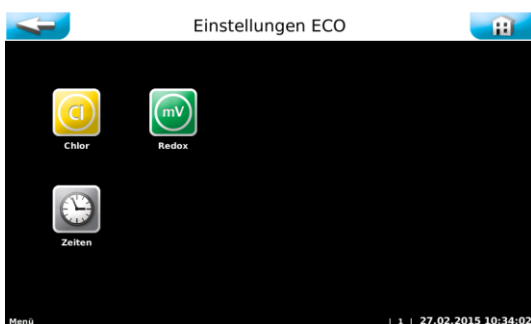 Einstellungen ECO
Cl
mV
Chlor
Redox
Zeiten
Menü
| 1 | 27.02.2015 10:34:02